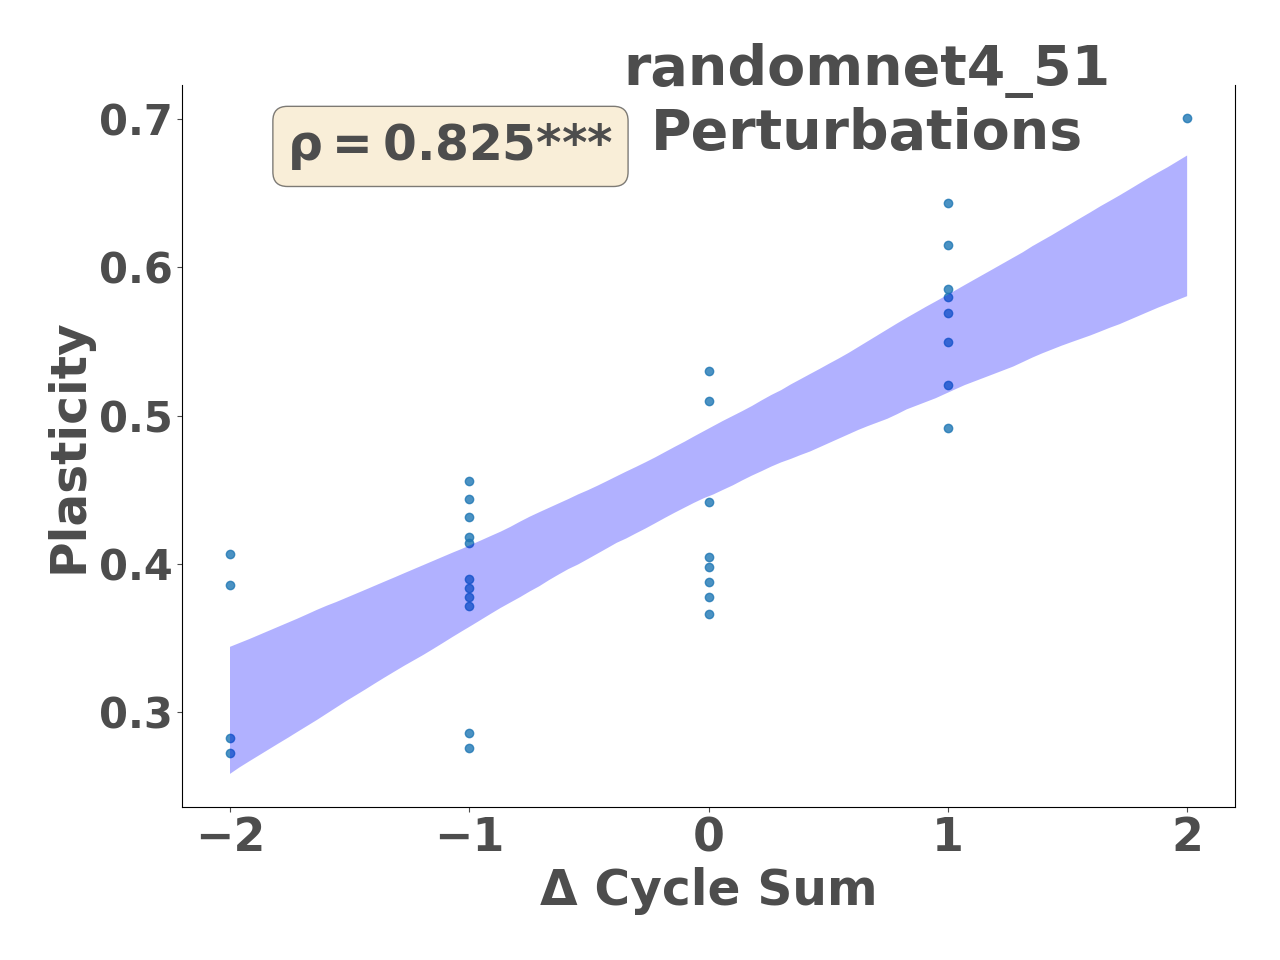 randomnet4_51
Perturbations
ρ = 0.825***
0.7
0.6
0.5
0.4
0.3
Plasticity
−2 −1 0 1 2
Δ Cycle Sum